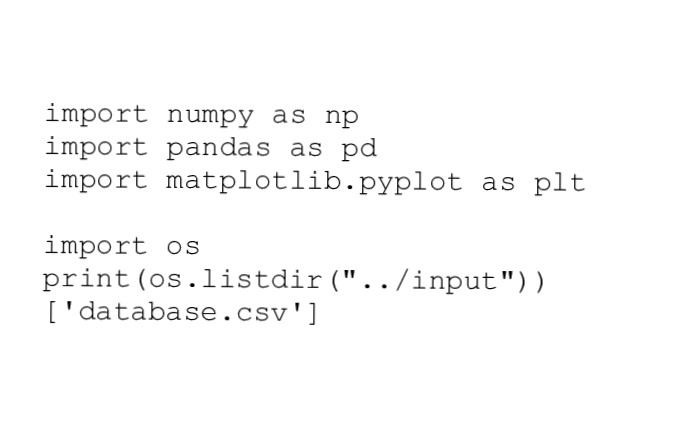 import numpy as np
import pandas as pd
import matplotlib.pyplot as plt
import os
print(os.listdir("../input"))
['database.csv']